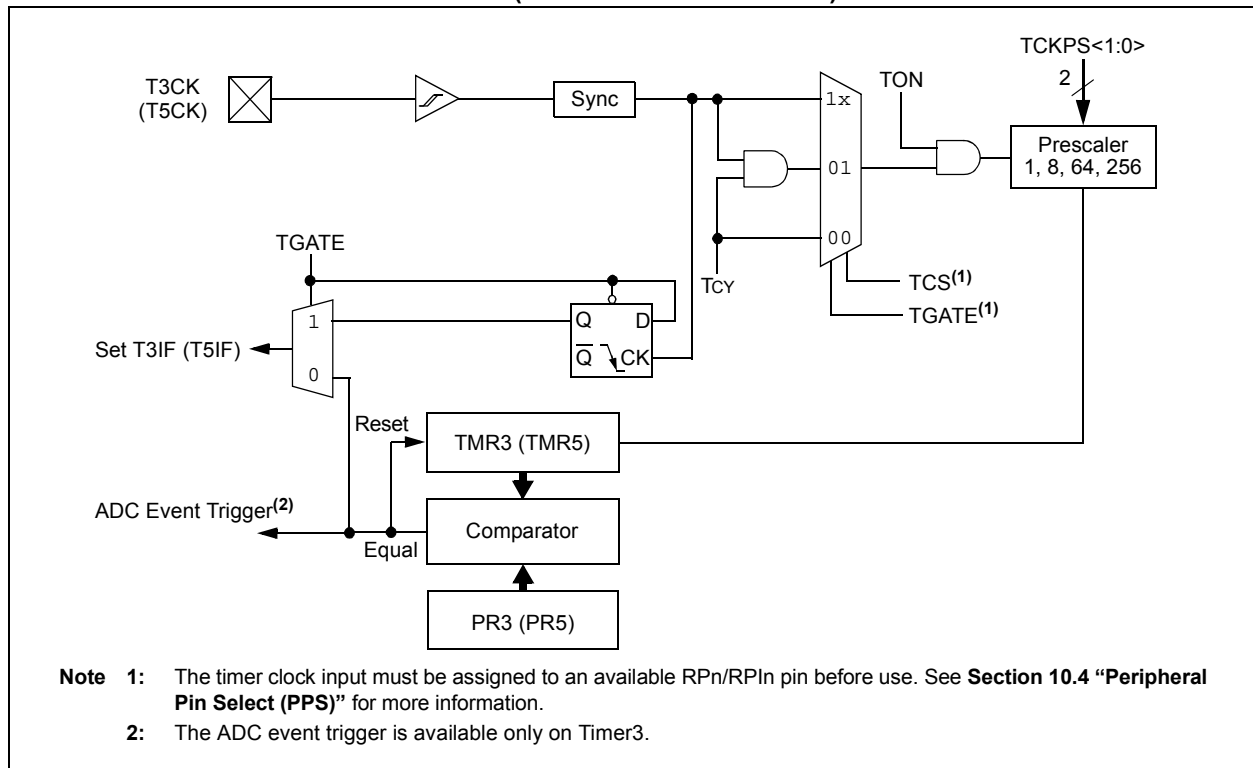 TCKPS<1:0>
2
T3CK
(T5CK)
Sync
1x
TON
Prescaler
1, 8, 64, 256
01
00
TGATE
TCY
TCS(1)
TGATE(1)
1
Q
D
Set T3IF (T5IF)
Q
CK
0
Reset
TMR3 (TMR5)
ADC Event Trigger(2)
Comparator
Equal
PR3 (PR5)
Note 1: The timer clock input must be assigned to an available RPn/RPIn pin before use. See Section 10.4 “Peripheral
Pin Select (PPS)” for more information.
2: The ADC event trigger is available only on Timer3.